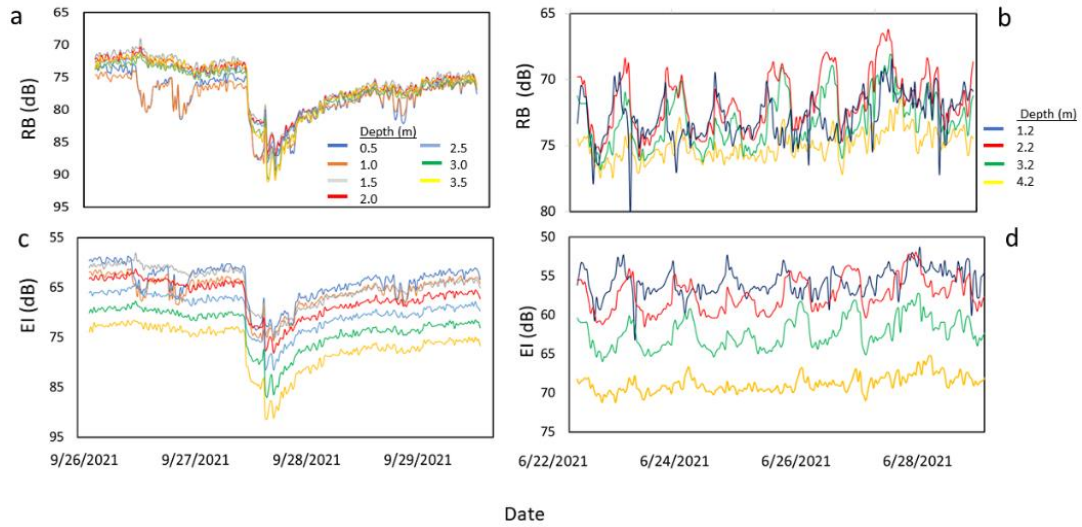 a
65
70
75
80
85
90
95
RB (dB)
Depth (m)
0.5 2.5
1.0 3.0
1.5 3.5
2.0
b
65
70
75
80
RB (dB)
Depth (m)
1.2
2.2
3.2
4.2
c
55
65
75
85
95
EI (dB)
9/26/2021 9/27/2021 9/28/2021 9/29/2021
d
50
55
60
65
70
75
EI (dB)
6/22/2021 6/24/2021 6/26/2021 6/28/2021
Date